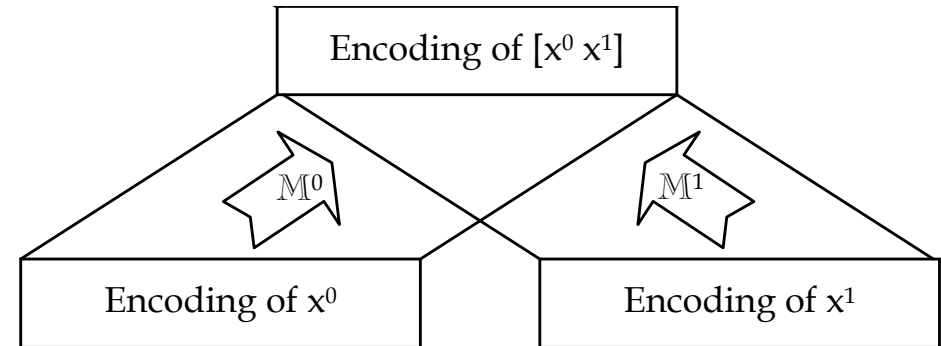 Encoding of [x⁰ x¹]
𝕄⁰
𝕄¹
Encoding of x⁰
Encoding of x¹